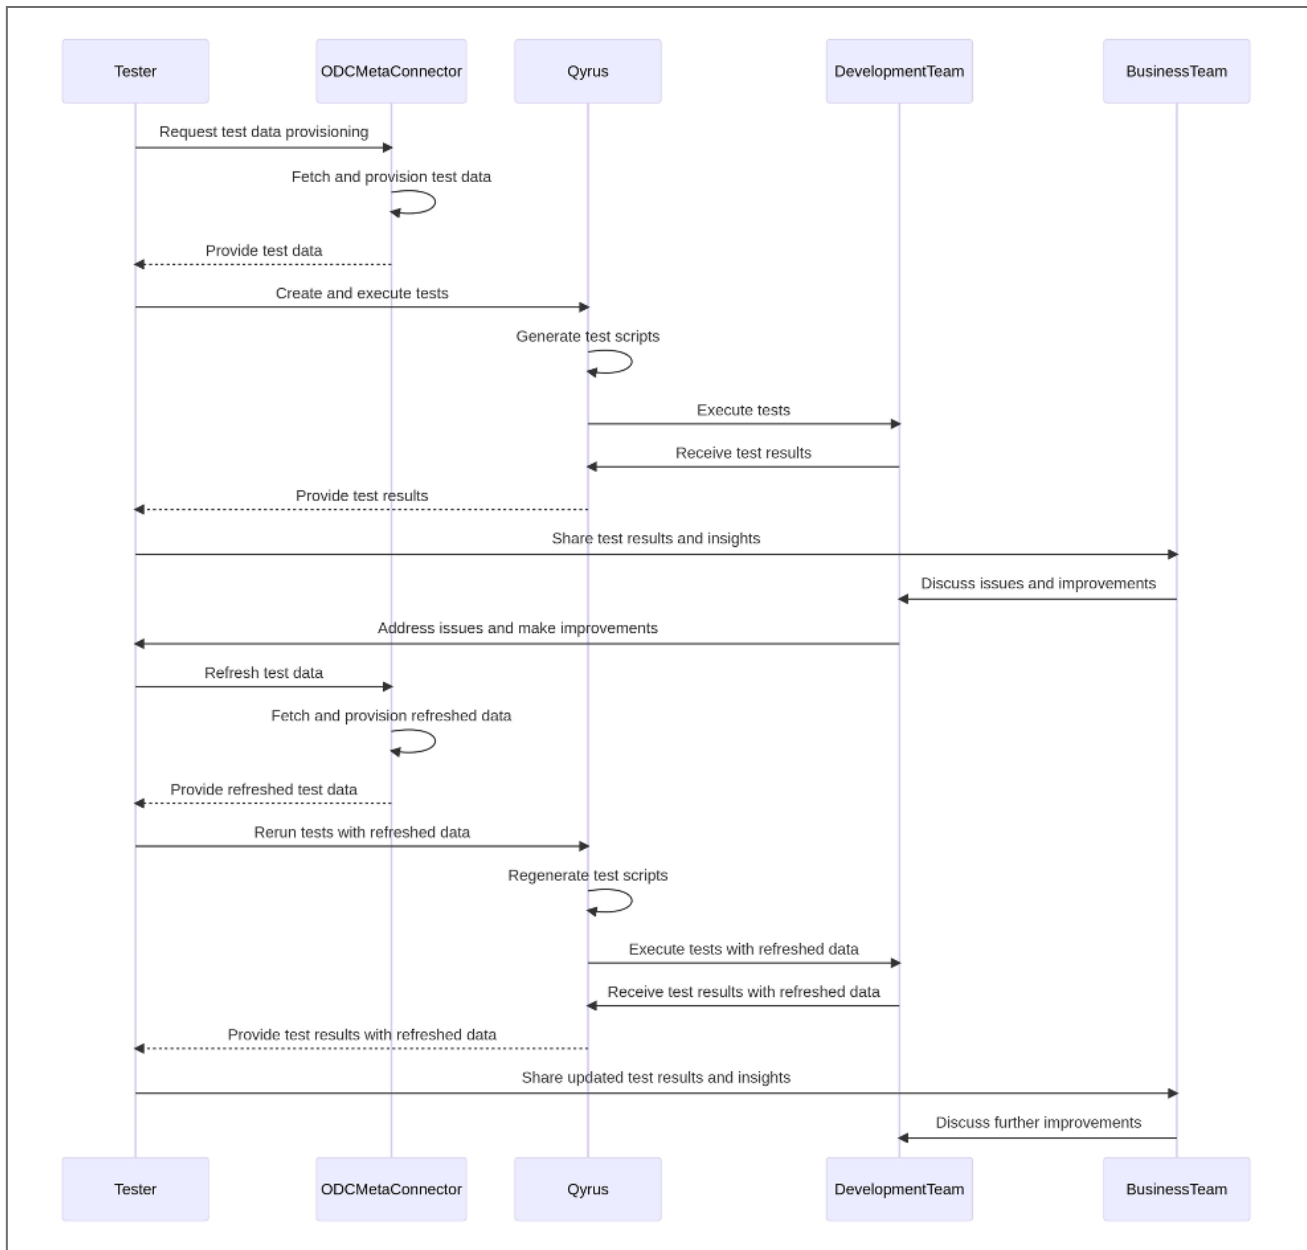 Tester
ODCMetaConnector
Qyrus
DevelopmentTeam
BusinessTeam
Request test data provisioning
Fetch and provision test data
Provide test data
Create and execute tests
Generate test scripts
Execute tests
Receive test results
Provide test results
Share test results and insights
Discuss issues and improvements
Address issues and make improvements
Refresh test data
Fetch and provision refreshed data
Provide refreshed test data
Rerun tests with refreshed data
Regenerate test scripts
Execute tests with refreshed data
Receive test results with refreshed data
Provide test results with refreshed data
Share updated test results and insights
Discuss further improvements
Tester
ODCMetaConnector
Qyrus
DevelopmentTeam
BusinessTeam